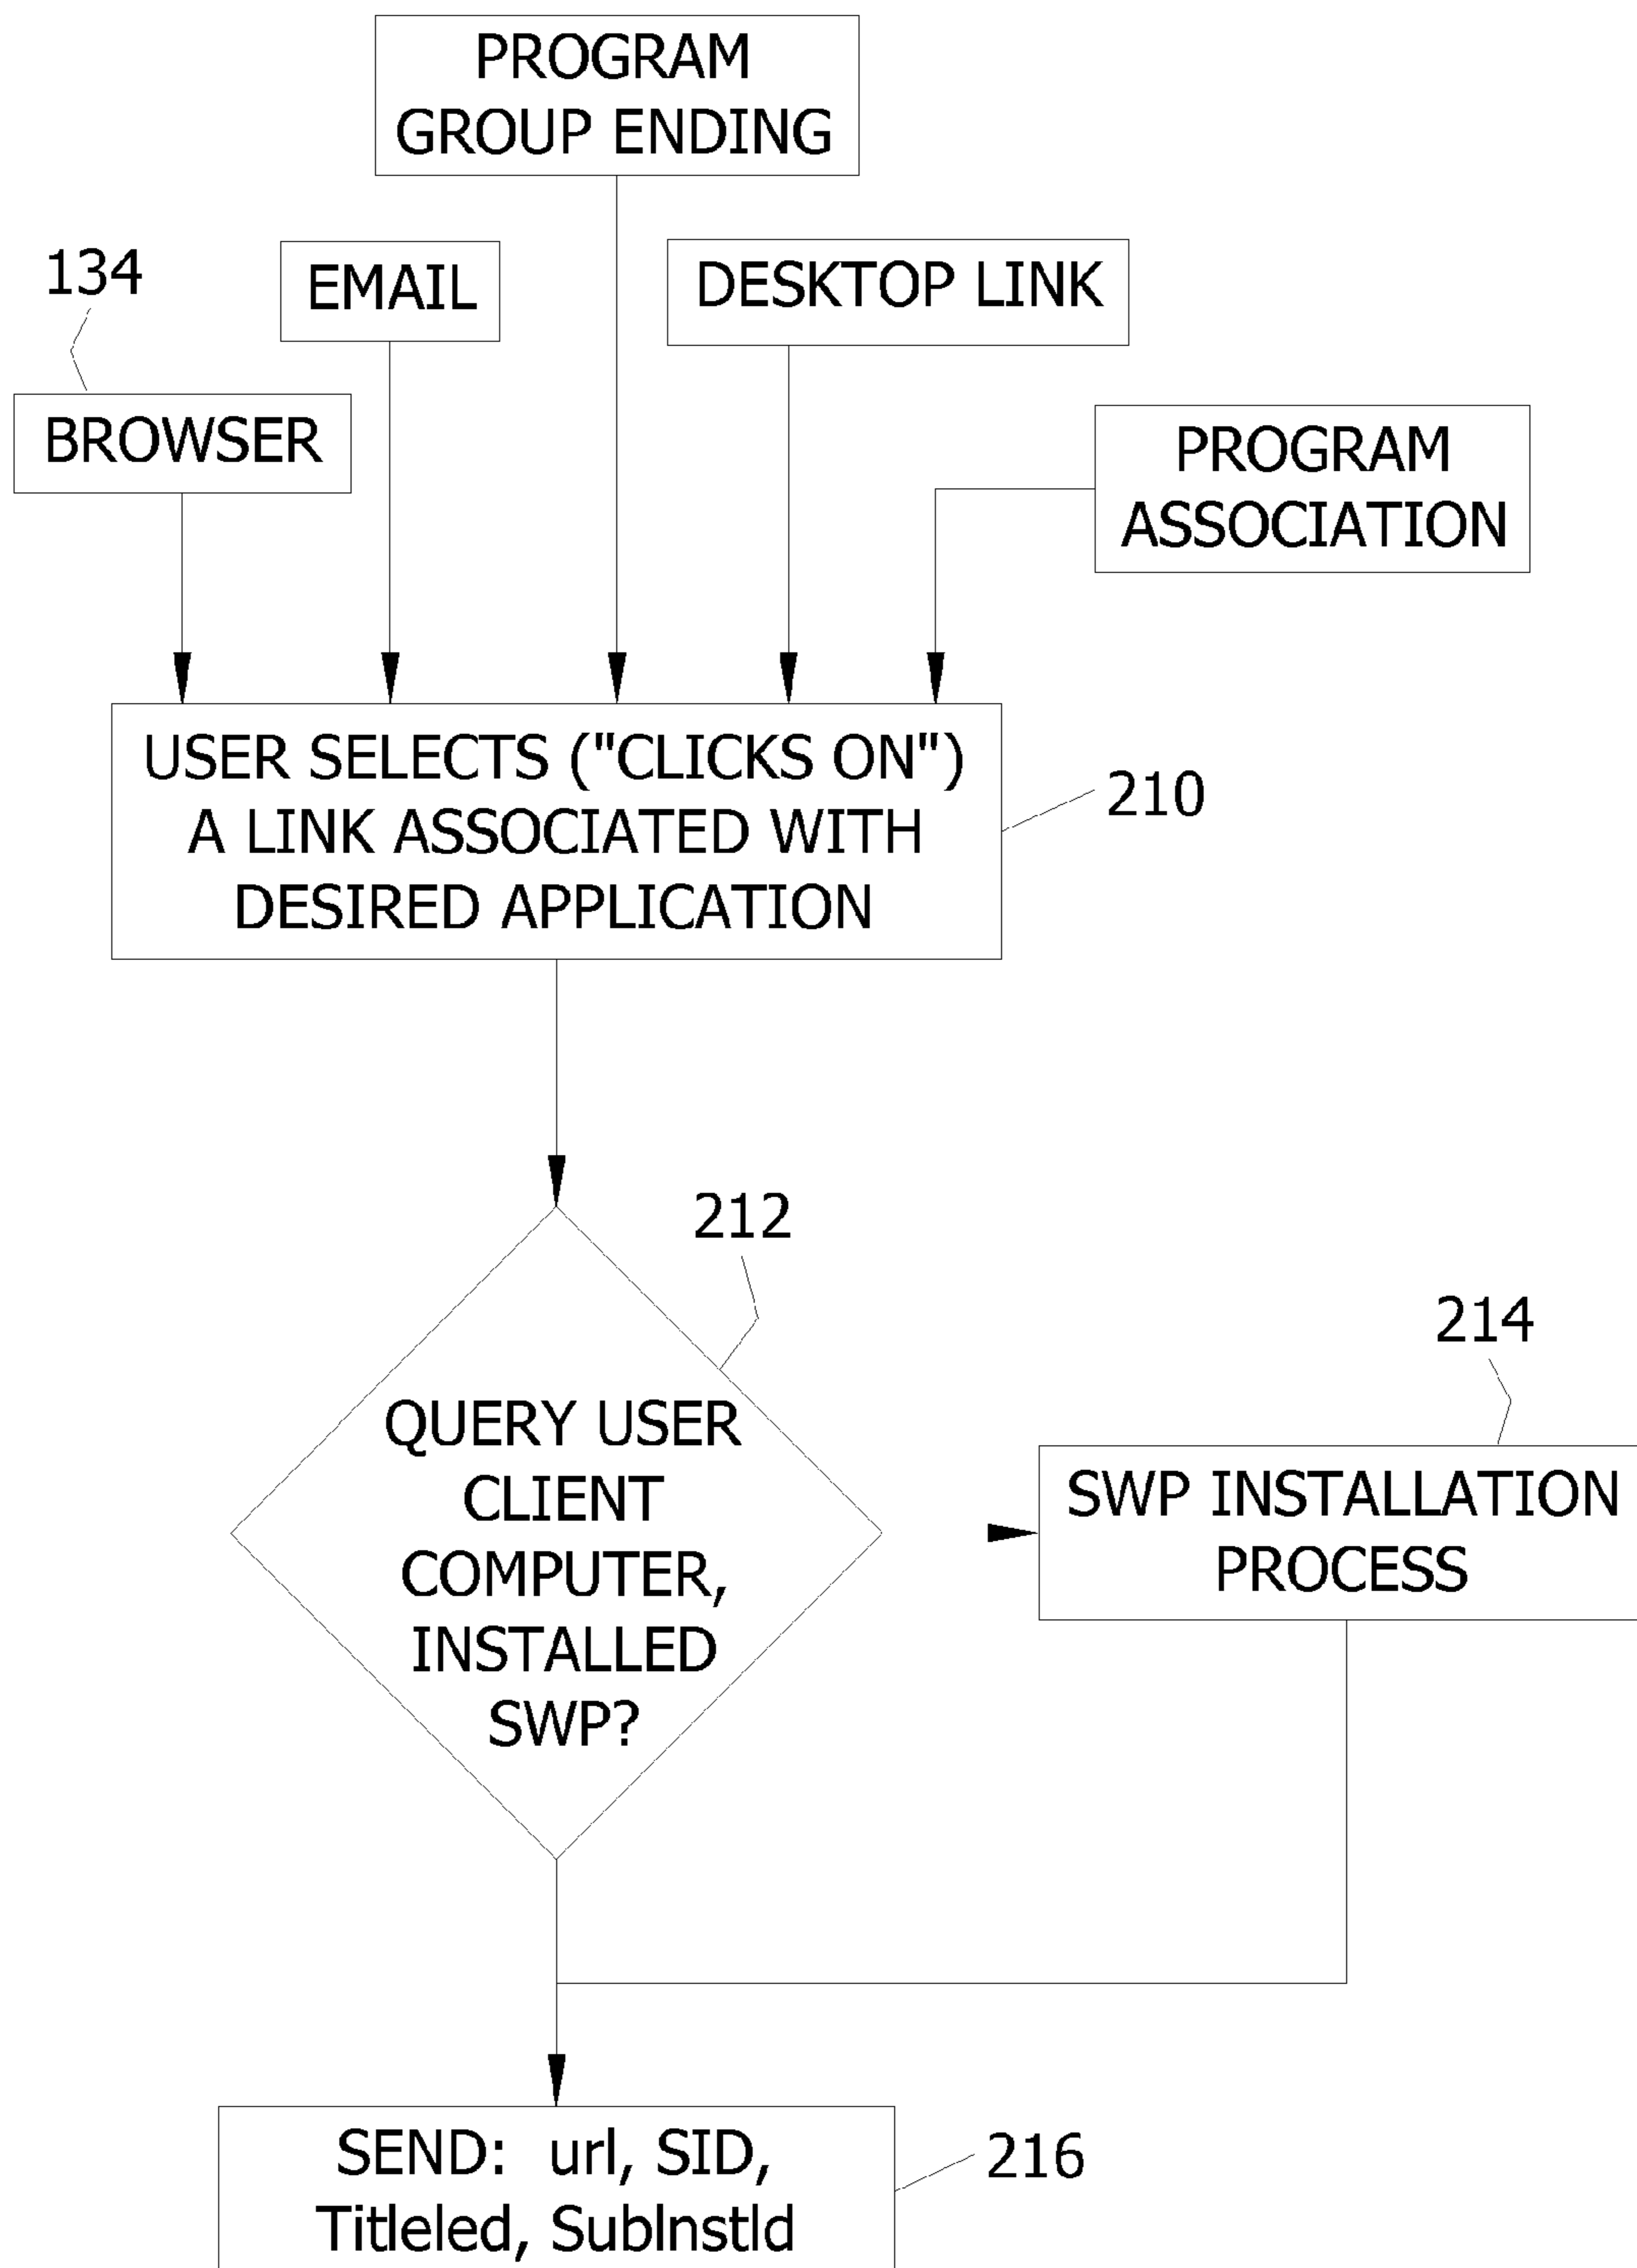 PROGRAM
GROUP ENDING
134
EMAIL
DESKTOP LINK
BROWSER
PROGRAM
ASSOCIATION
USER SELECTS ("CLICKS ON")
A LINK ASSOCIATED WITH
DESIRED APPLICATION
210
212
QUERY USER
CLIENT
COMPUTER,
INSTALLED
SWP?
214
SWP INSTALLATION
PROCESS
SEND: url, SID,
Titleled, SubInstId
216